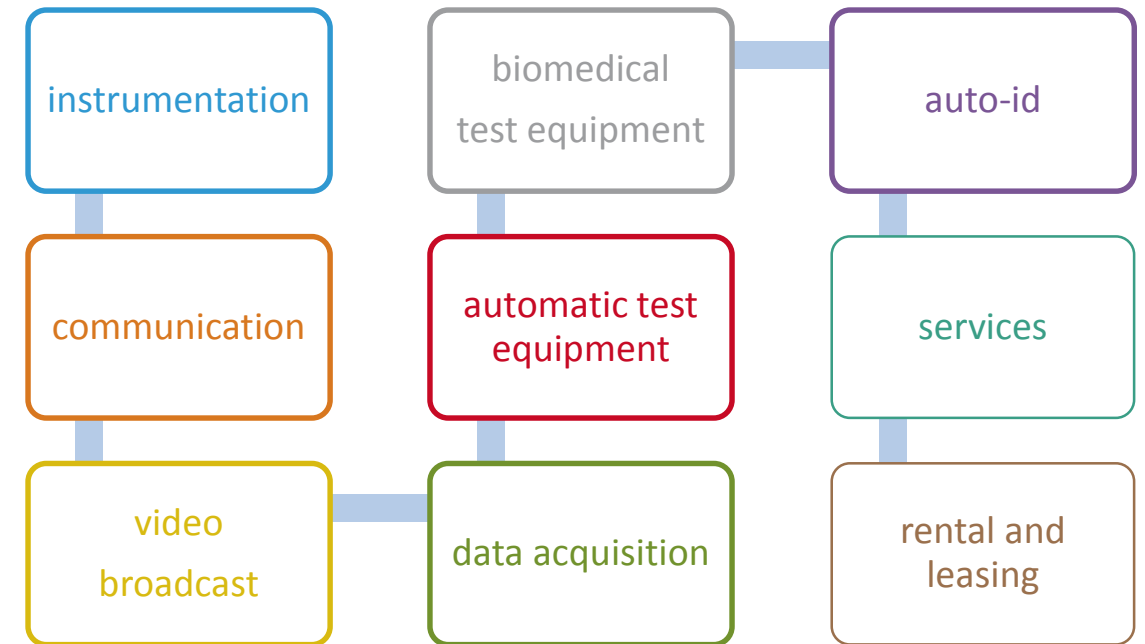 instrumentation
communication
video
broadcast
data acquisition
automatic test
equipment
biomedical
test equipment
auto-id
services
rental and
leasing